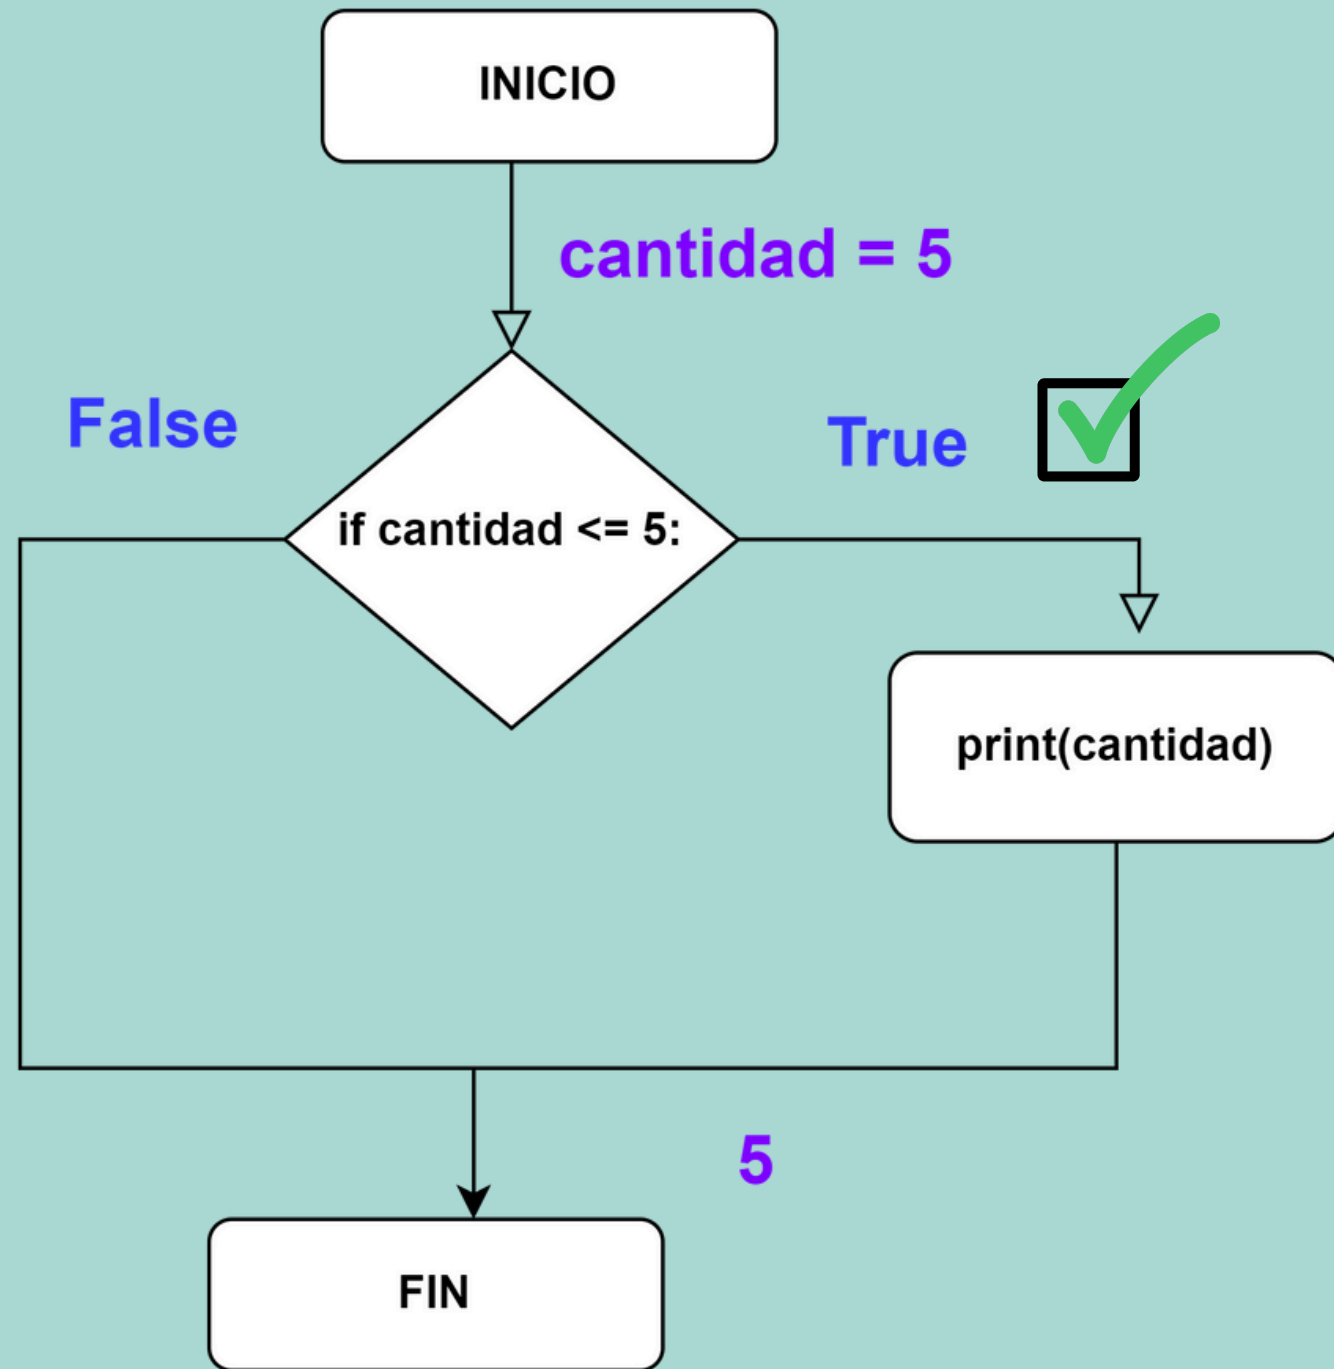 INICIO
cantidad = 5
False
True
if cantidad <= 5:
print(cantidad)
5
FIN